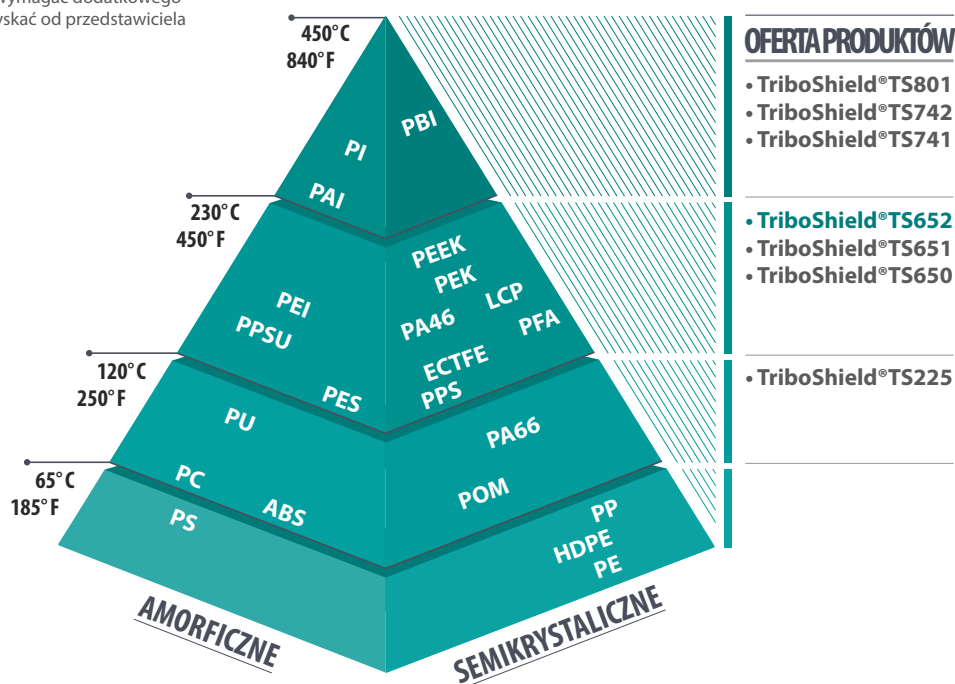 wymagać dodatkowego
yskać od przedstawiciela
450°C
840°F
OFERTA PRODUKTÓW
• TriboShield®TS801
• TriboShield®TS742
• TriboShield®TS741
PBI
PI
PAI
230°C
450°F
• TriboShield®TS652
• TriboShield®TS651
• TriboShield®TS650
PEEK
PEK
LCP
PEI
PA46
PFA
PPSU
ECTFE
PPS
PES
120°C
250°F
• TriboShield®TS225
PU
PA66
PC
POM
ABS
65°C
185°F
PS
PP
HDPE
PE
AMORFICZNE
SEMIKRYSTALICZNE